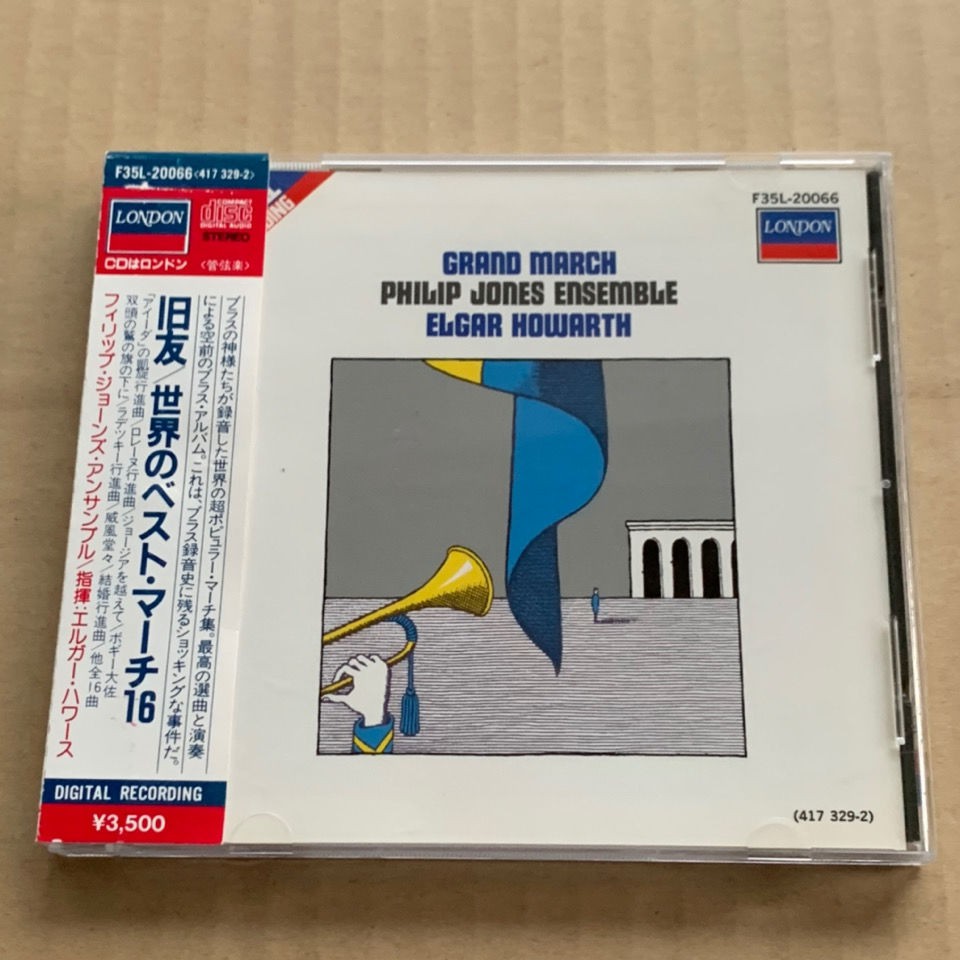 F35L-20066<417 329-2>
LONDON
COMPACT
disc
DIGITAL AUDIO
STEREO
CDはロンドン 〈管弦楽〉
ブラスの神様たちが録音した世界の超ポピュラー・マーチ集。最高の選曲と演奏
による空前のブラス・アルバム。これは、ブラス録音史に残るショッキングな事件だ。
旧友/世界のベスト・マーチ16
「アイーダ」の凱旋行進曲/ロレーヌ行進曲/ジョージアを越えて/ボギー大佐
双頭の鷲の旗の下に/ラデツキー行進曲/威風堂々/結婚行進曲/他全16曲
フィリップ・ジョーンズ・アンサンブル/指揮:エルガー・ハワース
DIGITAL RECORDING
¥3,500
F35L-20066
LONDON
GRAND MARCH
PHILIP JONES ENSEMBLE
ELGAR HOWARTH
(417 329-2)